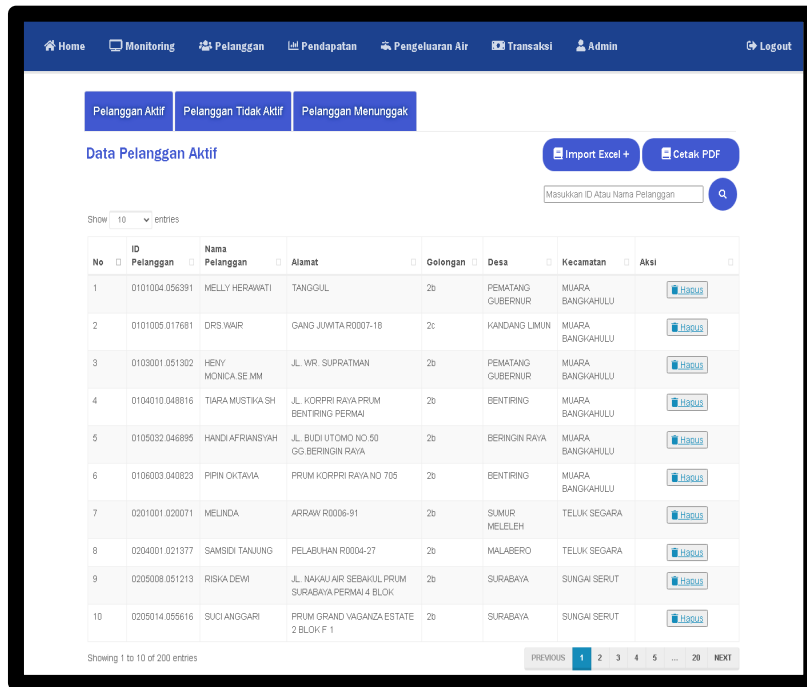 Home Monitoring Pelanggan Pendapatan Pengeluaran Air Transaksi Admin Logout
Pelanggan Aktif Pelanggan Tidak Aktif Pelanggan Menunggak
Data Pelanggan Aktif Import Excel + Cetak PDF
Masukkan ID Atau Nama Pelanggan
Show 10 entries
No ID Pelanggan Nama Pelanggan Alamat Golongan Desa Kecamatan Aksi
1 0101004.056391 MELLY HERAWATI TANGGUL 2b PEMATANG GUBERNUR MUARA BANGKAHULU Hapus
2 0101005.017681 DRS.WAIR GANG JUWITA R0007-18 2c KANDANG LIMUN MUARA BANGKAHULU Hapus
3 0103001.051302 HENY MONICA.SE.MM JL. WR. SUPRATMAN 2b PEMATANG GUBERNUR MUARA BANGKAHULU Hapus
4 0104010.048816 TIARA MUSTIKA SH JL. KORPRI RAYA PRUM BENTIRING PERMAI 2b BENTIRING MUARA BANGKAHULU Hapus
5 0105032.046895 HANDI AFRIANSYAH JL. BUDI UTOMO NO.50 GG.BERINGIN RAYA 2b BERINGIN RAYA MUARA BANGKAHULU Hapus
6 0106003.040823 PIPIN OKTAVIA PRUM KORPRI RAYA NO 705 2b BENTIRING MUARA BANGKAHULU Hapus
7 0201001.020071 MELINDA ARRAW R0006-91 2b SUMUR MELELEH TELUK SEGARA Hapus
8 0204001.021377 SAMSIDI TANJUNG PELABUHAN R0004-27 2b MALABERO TELUK SEGARA Hapus
9 0205008.051213 RISKA DEWI JL. NAKAU AIR SEBAKUL PRUM SURABAYA PERMAI 4 BLOK 2b SURABAYA SUNGAI SERUT Hapus
10 0205014.055616 SUCI ANGGARI PRUM GRAND VAGANZA ESTATE 2 BLOK F 1 2b SURABAYA SUNGAI SERUT Hapus
Showing 1 to 10 of 200 entries PREVIOUS 1 2 3 4 5 ... 20 NEXT